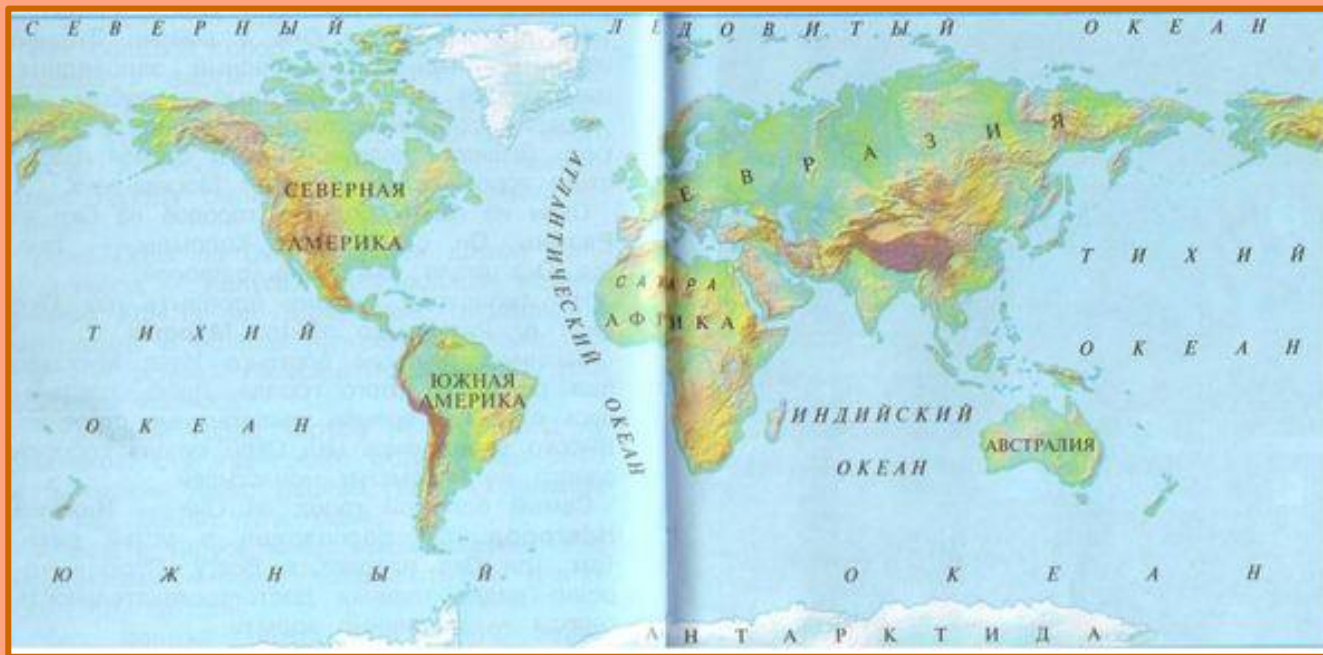 СЕВЕРНЫЙ ЛЕДОВИТЫЙ ОКЕАН
ЕВРАЗИЯ
АТЛАНТИЧЕСКИЙ ОКЕАН
СЕВЕРНАЯ
АМЕРИКА
ТИХИЙ
ОКЕАН
САХАРА
АФРИКА
ТИХИЙ
ОКЕАН
ЮЖНАЯ
АМЕРИКА
ИНДИЙСКИЙ
ОКЕАН
АВСТРАЛИЯ
ЮЖНЫЙ ОКЕАН
АНТАРКТИДА